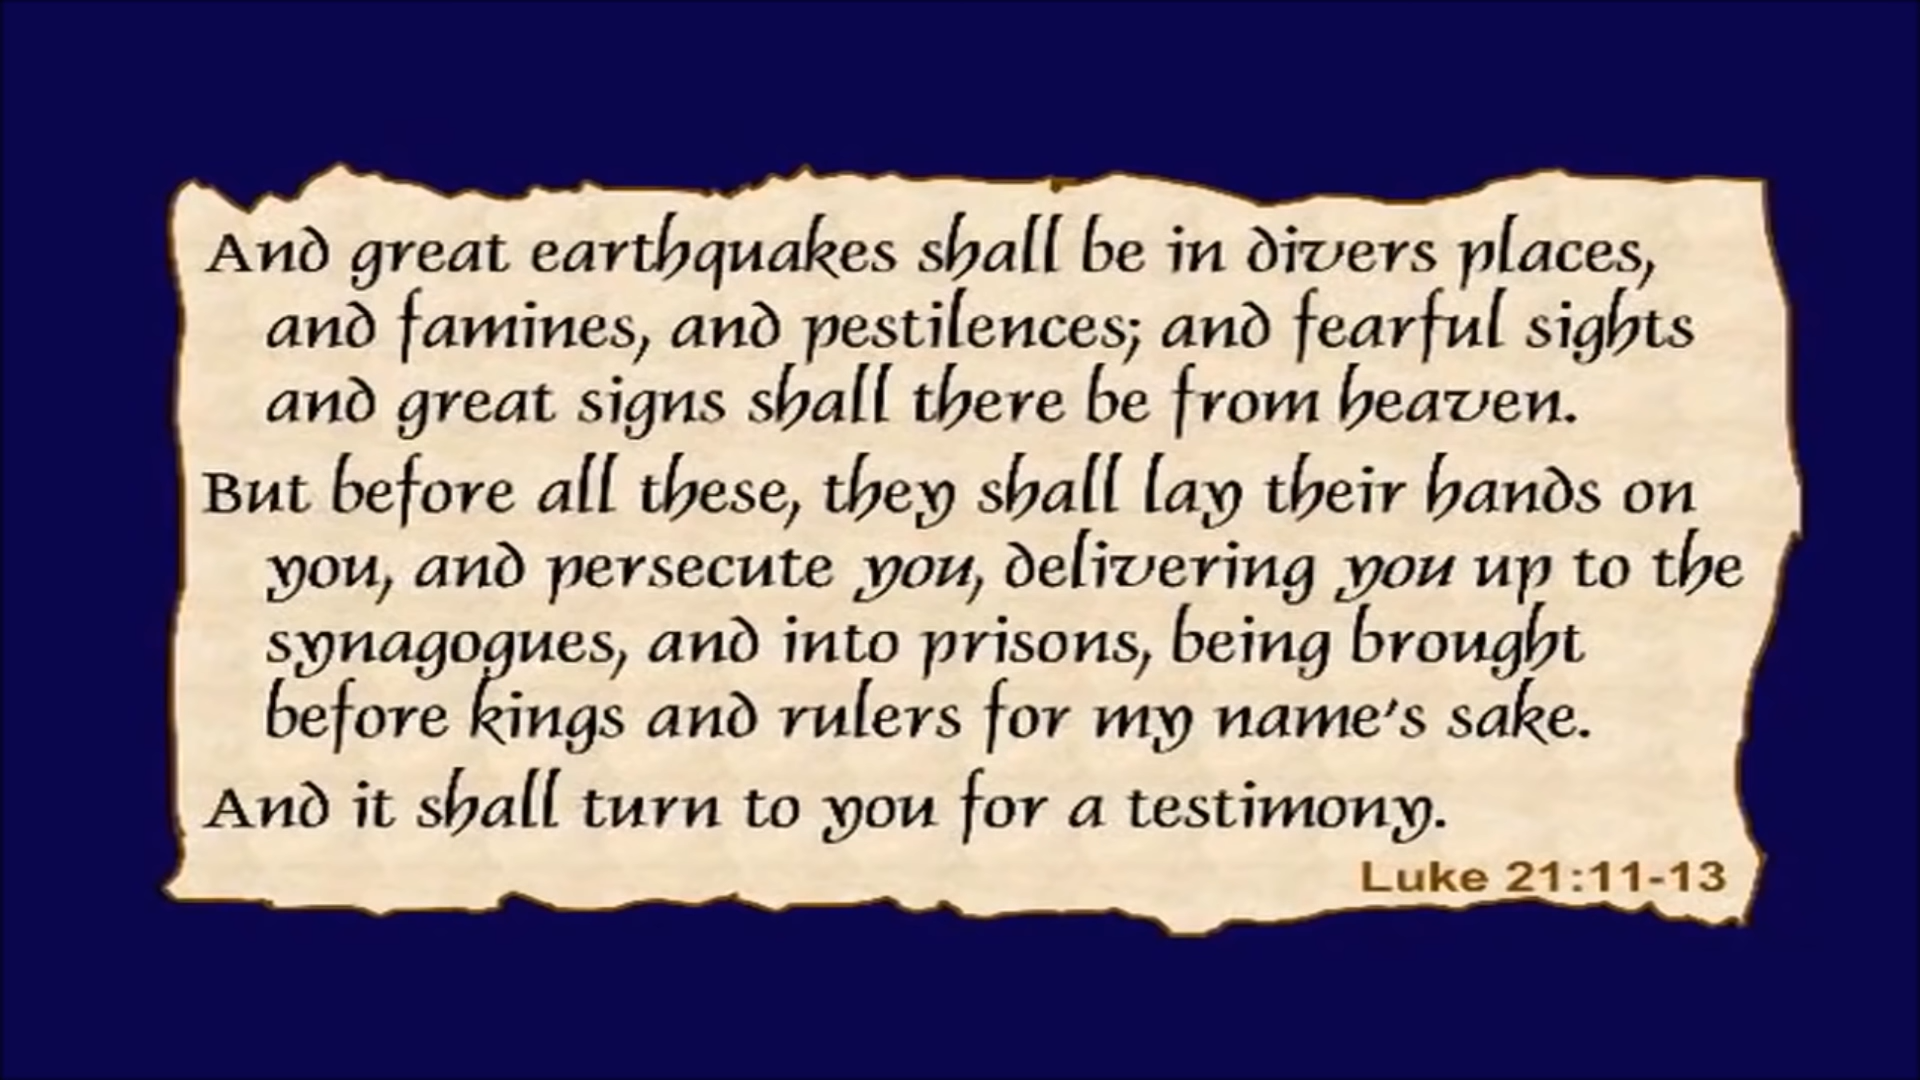 And great earthquakes shall be in divers places,
and famines, and pestilences; and fearful sights
and great signs shall there be from heaven.
But before all these, they shall lay their hands on
you, and persecute you, delivering you up to the
synagogues, and into prisons, being brought
before kings and rulers for my name's sake.
And it shall turn to you for a testimony.
Luke 21:11-13